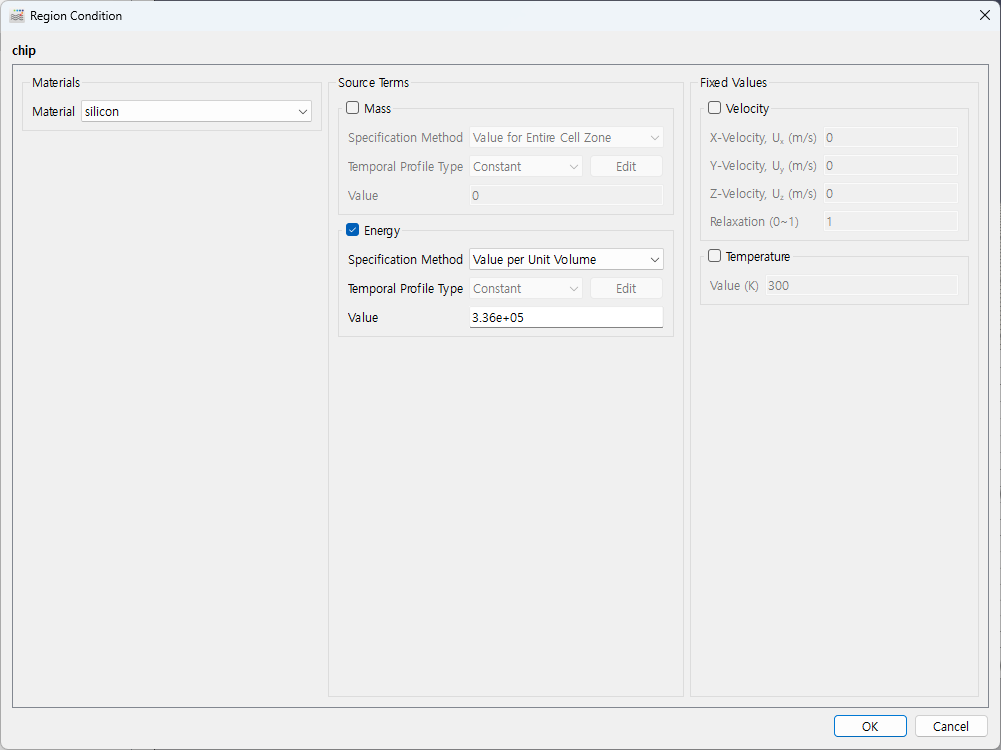 Region Condition
chip
Materials
Material silicon
Source Terms
Mass
Specification Method Value for Entire Cell Zone
Temporal Profile Type Constant Edit
Value 0
Energy
Specification Method Value per Unit Volume
Temporal Profile Type Constant Edit
Value 3.36e+05
Fixed Values
Velocity
X-Velocity, Uₓ (m/s) 0
Y-Velocity, Uᵧ (m/s) 0
Z-Velocity, U_z (m/s) 0
Relaxation (0~1) 1
Temperature
Value (K) 300
OK Cancel